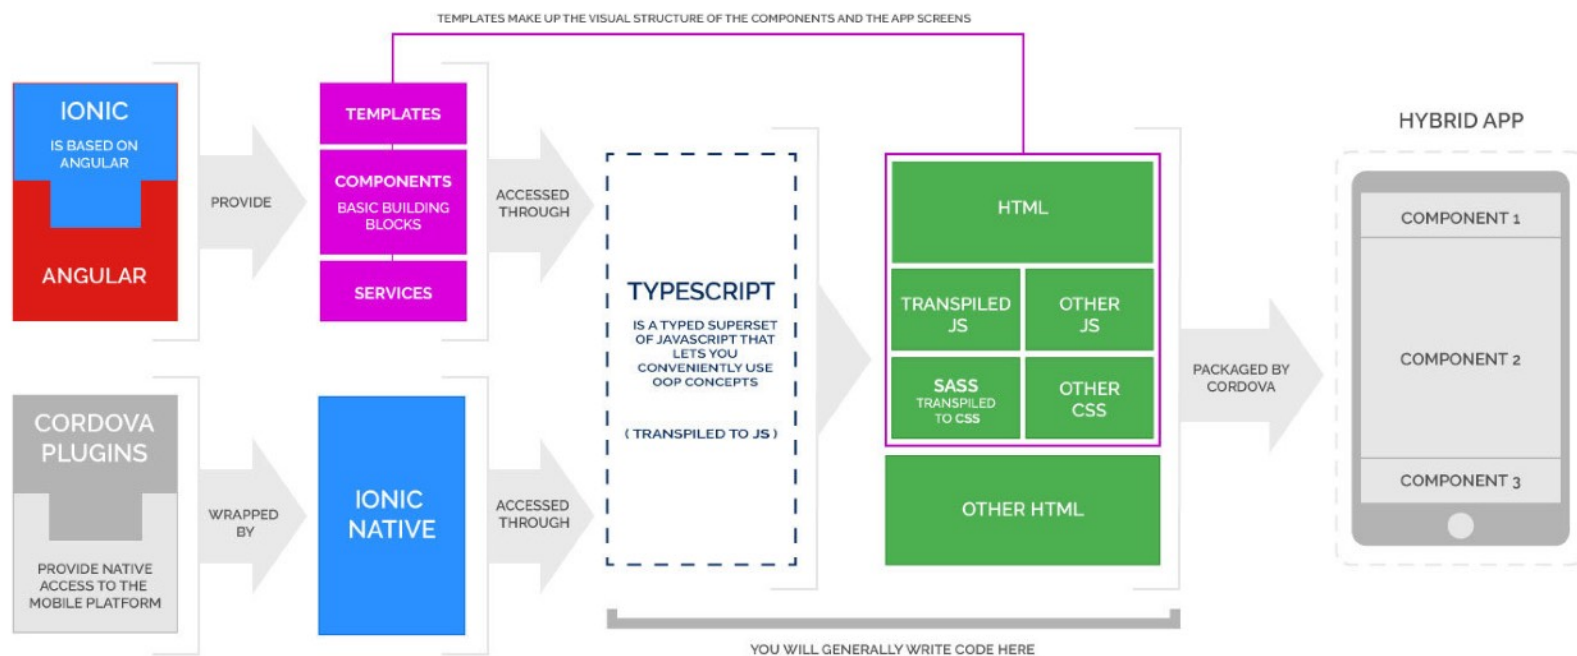 TEMPLATES MAKE UP THE VISUAL STRUCTURE OF THE COMPONENTS AND THE APP SCREENS
IONIC
IS BASED ON
ANGULAR
ANGULAR
PROVIDE
TEMPLATES
COMPONENTS
BASIC BUILDING
BLOCKS
SERVICES
ACCESSED
THROUGH
CORDOVA
PLUGINS
PROVIDE NATIVE
ACCESS TO THE
MOBILE PLATFORM
WRAPPED
BY
IONIC
NATIVE
ACCESSED
THROUGH
TYPESCRIPT
IS A TYPED SUPERSET
OF JAVASCRIPT THAT
LETS YOU
CONVENIENTLY USE
OOP CONCEPTS
( TRANSPILED TO JS )
HTML
TRANSPILED
JS
OTHER
JS
SASS
TRANSPILED
TO CSS
OTHER
CSS
OTHER HTML
YOU WILL GENERALLY WRITE CODE HERE
PACKAGED BY
CORDOVA
HYBRID APP
COMPONENT 1
COMPONENT 2
COMPONENT 3